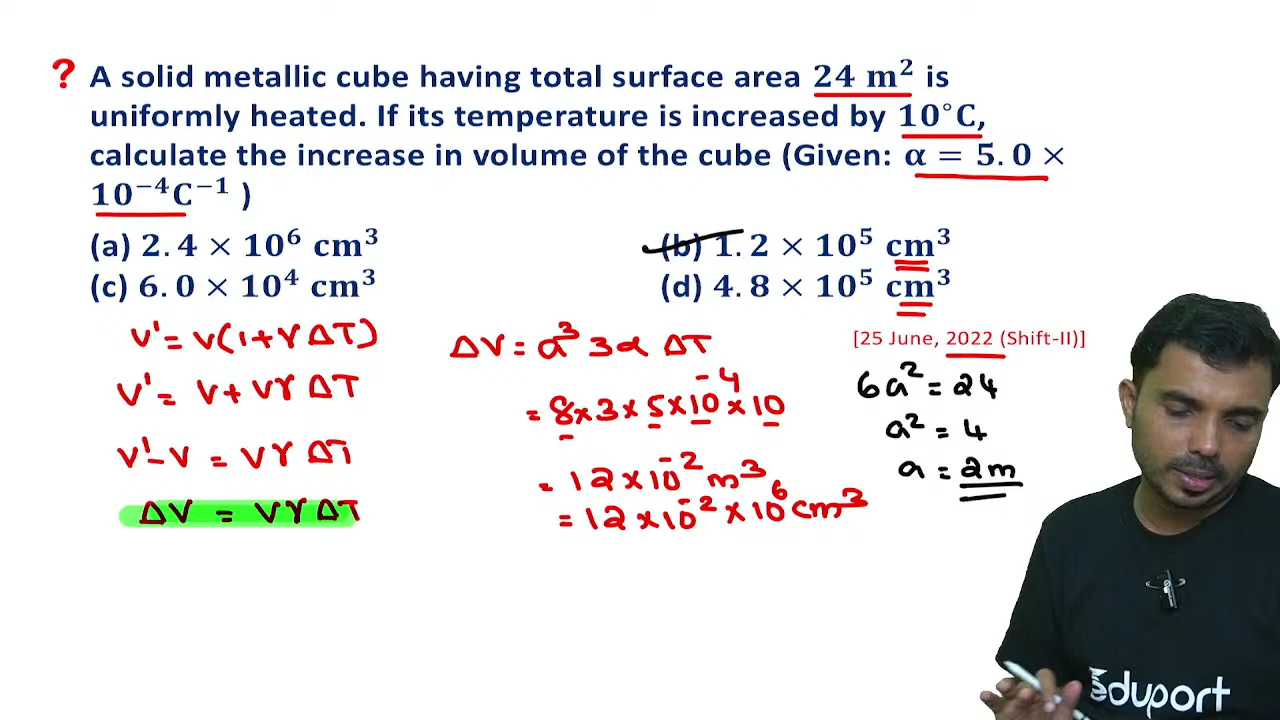 ? A solid metallic cube having total surface area 24 m² is
uniformly heated. If its temperature is increased by 10°C,
calculate the increase in volume of the cube (Given: α = 5.0 ×
10⁻⁴C⁻¹ )
(a) 2.4 × 10⁶ cm³
(b) 1.2 × 10⁵ cm³
(c) 6.0 × 10⁴ cm³
(d) 4.8 × 10⁵ cm³
[25 June, 2022 (Shift-II)]
V' = V(1+γΔT)
V' = V + VγΔT
V'-V = VγΔT
ΔV = VγΔT
ΔV = a³ 3α ΔT
= 8×3×5×10⁻⁴×10
= 12×10⁻² m³
= 12×10⁻²×10⁶ cm³
6a² = 24
a² = 4
a = 2m
Eduport